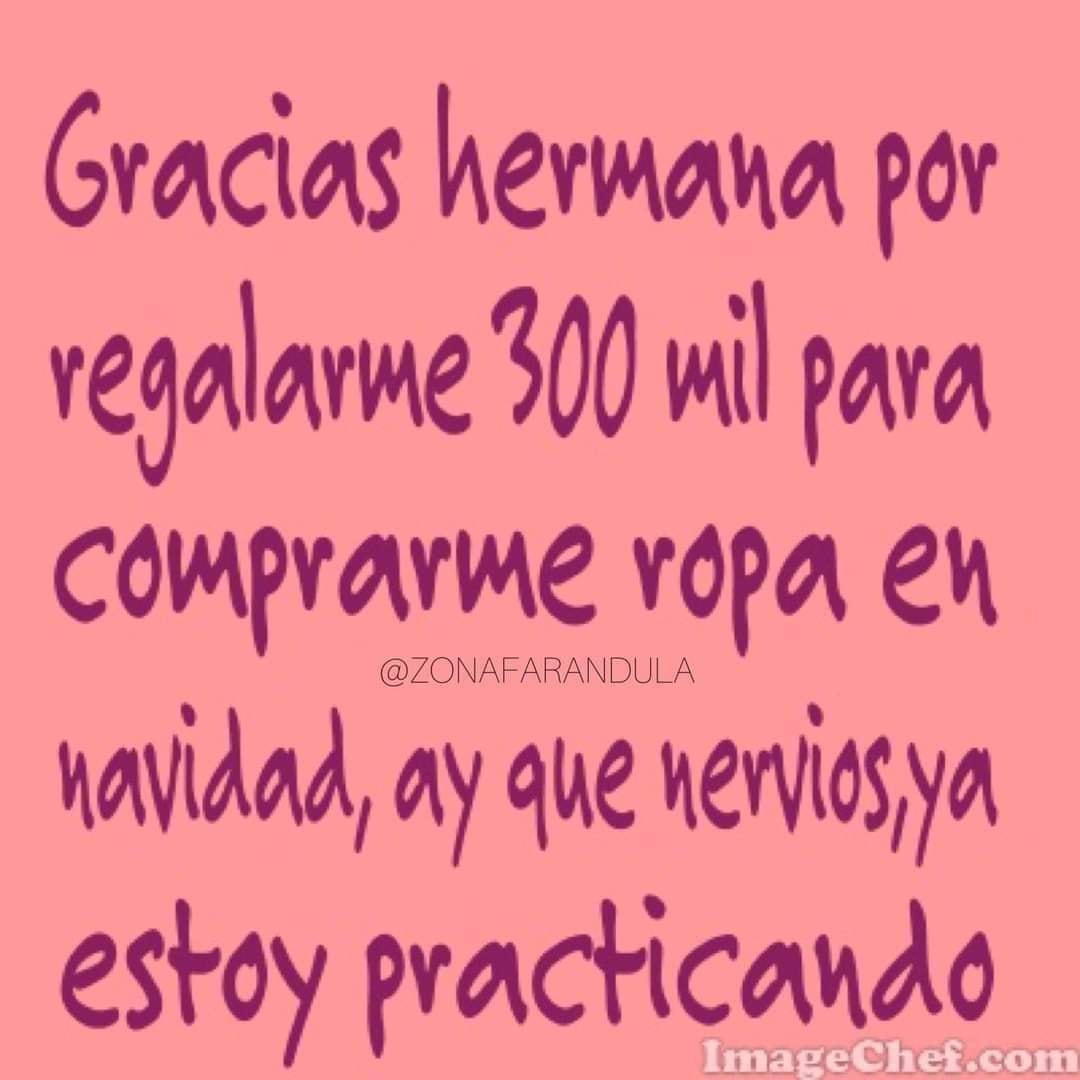 Gracias hermana por
regalarme 300 mil para
comprarme ropa en
@ZONAFARANDULA
navidad, ay que nervios,ya
estoy practicando
ImageChef.com